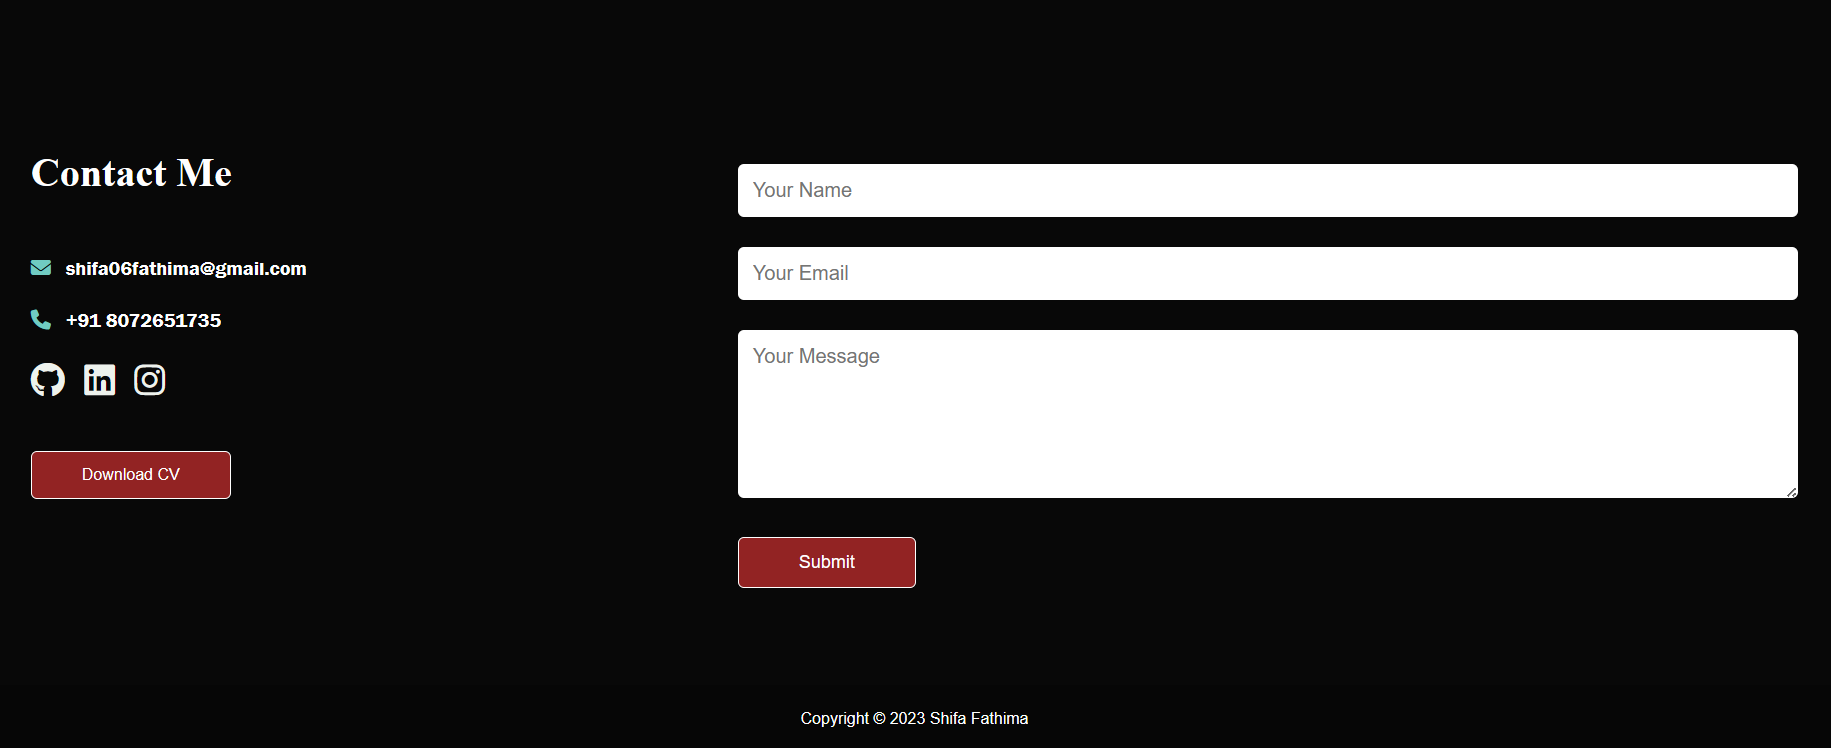 Contact Me
shifa06fathima@gmail.com
+91 8072651735
in
Download CV
Your Name
Your Email
Your Message
Submit
Copyright © 2023 Shifa Fathima